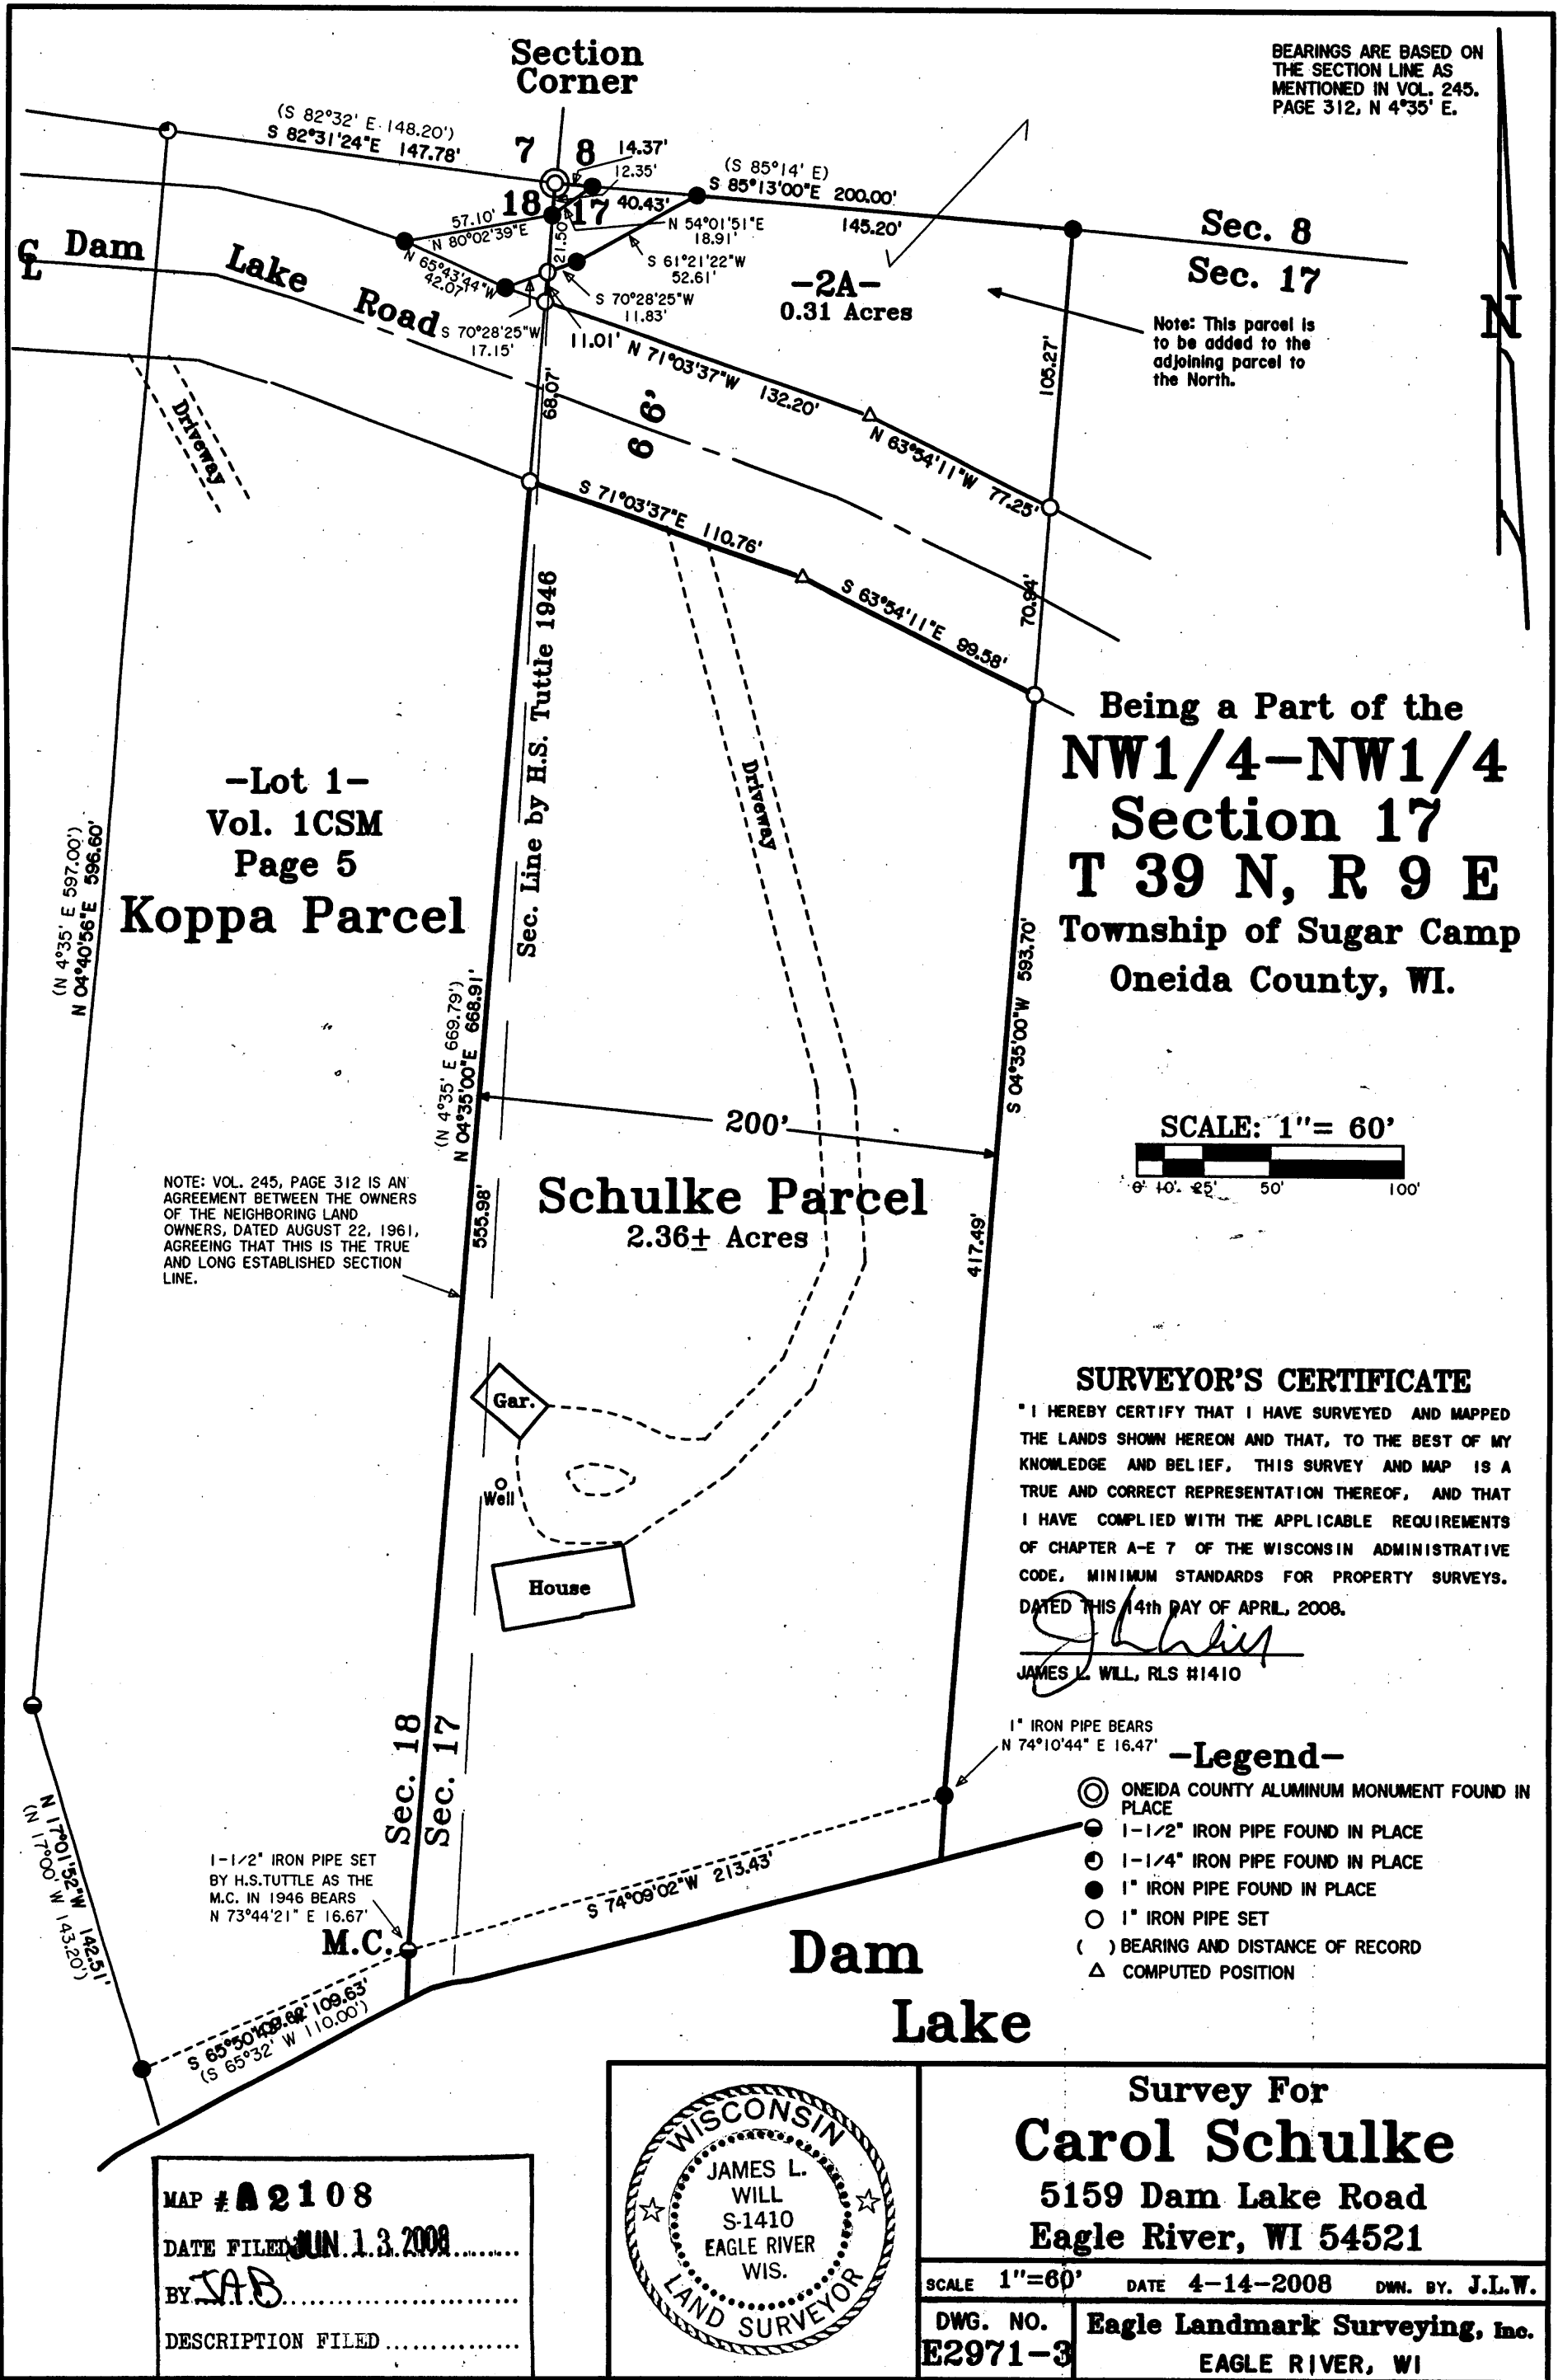 Section
Corner
BEARINGS ARE BASED ON
THE SECTION LINE AS
MENTIONED IN VOL. 245.
PAGE 312, N 4°35' E.
(S 82°32' E 148.20')
S 82°31'24"E 147.78'
7
8
14.37'
12.35'
(S 85°14' E)
S 85°13'00"E 200.00'
18
17
40.43'
57.10'
N 80°02'39"E
N 54°01'51"E
18.91'
145.20'
Sec. 8
Sec. 17
CL
Dam Lake Road
21.50'
N 65°43'44"W
42.07'
S 61°21'22"W
52.61'
-2A-
0.31 Acres
S 70°28'25"W
11.83'
S 70°28'25"W
17.15'
11.01'
N 71°03'37"W 132.20'
N
Note: This parcel is
to be added to the
adjoining parcel to
the North.
105.27'
68.07'
66'
Driveway
N 63°54'11"W 77.25'
S 71°03'37"E 110.76'
70.94'
S 63°54'11"E 99.58'
Sec. Line by H.S. Tuttle 1946
Driveway
Being a Part of the
NW1/4-NW1/4
Section 17
T 39 N, R 9 E
Township of Sugar Camp
Oneida County, WI.
-Lot 1-
Vol. 1CSM
Page 5
Koppa Parcel
(N 4°35' E 597.00')
N 04°40'56"E 596.60'
(N 4°35' E 669.79')
N 04°35'00"E 668.91'
S 04°35'00"W 593.70'
200'
SCALE: 1"= 60'
0' 10' 25' 50' 100'
NOTE: VOL. 245, PAGE 312 IS AN
AGREEMENT BETWEEN THE OWNERS
OF THE NEIGHBORING LAND
OWNERS, DATED AUGUST 22, 1961,
AGREEING THAT THIS IS THE TRUE
AND LONG ESTABLISHED SECTION
LINE.
555.98'
Schulke Parcel
2.36± Acres
417.49'
Gar.
Well
House
SURVEYOR'S CERTIFICATE
"I HEREBY CERTIFY THAT I HAVE SURVEYED AND MAPPED
THE LANDS SHOWN HEREON AND THAT, TO THE BEST OF MY
KNOWLEDGE AND BELIEF, THIS SURVEY AND MAP IS A
TRUE AND CORRECT REPRESENTATION THEREOF, AND THAT
I HAVE COMPLIED WITH THE APPLICABLE REQUIREMENTS
OF CHAPTER A-E 7 OF THE WISCONSIN ADMINISTRATIVE
CODE, MINIMUM STANDARDS FOR PROPERTY SURVEYS.
DATED THIS 14th DAY OF APRIL, 2008.
JAMES L. WILL, RLS #1410
Sec. 18
Sec. 17
1" IRON PIPE BEARS
N 74°10'44" E 16.47'
-Legend-
ONEIDA COUNTY ALUMINUM MONUMENT FOUND IN
PLACE
1-1/2" IRON PIPE FOUND IN PLACE
1-1/4" IRON PIPE FOUND IN PLACE
1" IRON PIPE FOUND IN PLACE
1" IRON PIPE SET
( ) BEARING AND DISTANCE OF RECORD
COMPUTED POSITION
N 17°01'52"W 142.51'
(N 17°00' W 143.20')
1-1/2" IRON PIPE SET
BY H.S.TUTTLE AS THE
M.C. IN 1946 BEARS
N 73°44'21" E 16.67'
M.C.
S 74°09'02"W 213.43'
109.63'
(S 65°32' W 110.00')
Dam
Lake
MAP # A2108
DATE FILED JUN. 13. 2008
BY JAB
DESCRIPTION FILED
WISCONSIN
JAMES L.
WILL
S-1410
EAGLE RIVER
WIS.
LAND SURVEYOR
Survey For
Carol Schulke
5159 Dam Lake Road
Eagle River, WI 54521
SCALE 1"=60' DATE 4-14-2008 DWN. BY. J.L.W.
DWG. NO.
E2971-3
Eagle Landmark Surveying, Inc.
EAGLE RIVER, WI